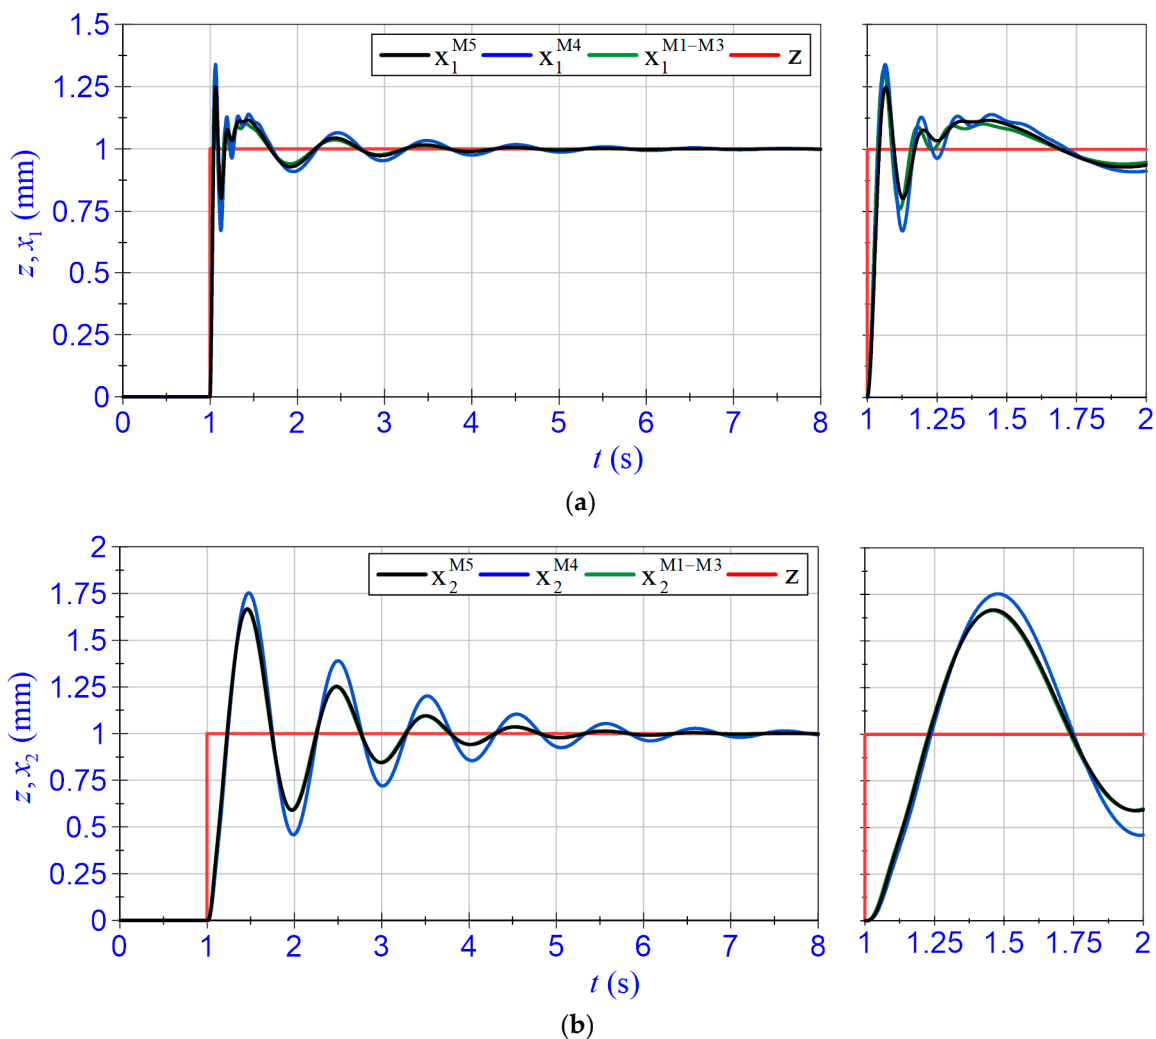 x₁ᴹ⁵ x₁ᴹ⁴ x₁ᴹ¹⁻ᴹ³ z
1.5
1.25
1
0.75
0.5
0.25
0
z, x₁ (mm)
0 1 2 3 4 5 6 7 8
t (s)
1 1.25 1.5 1.75 2
(a)
x₂ᴹ⁵ x₂ᴹ⁴ x₂ᴹ¹⁻ᴹ³ z
2
1.75
1.5
1.25
1
0.75
0.5
0.25
0
z, x₂ (mm)
0 1 2 3 4 5 6 7 8
t (s)
1 1.25 1.5 1.75 2
(b)